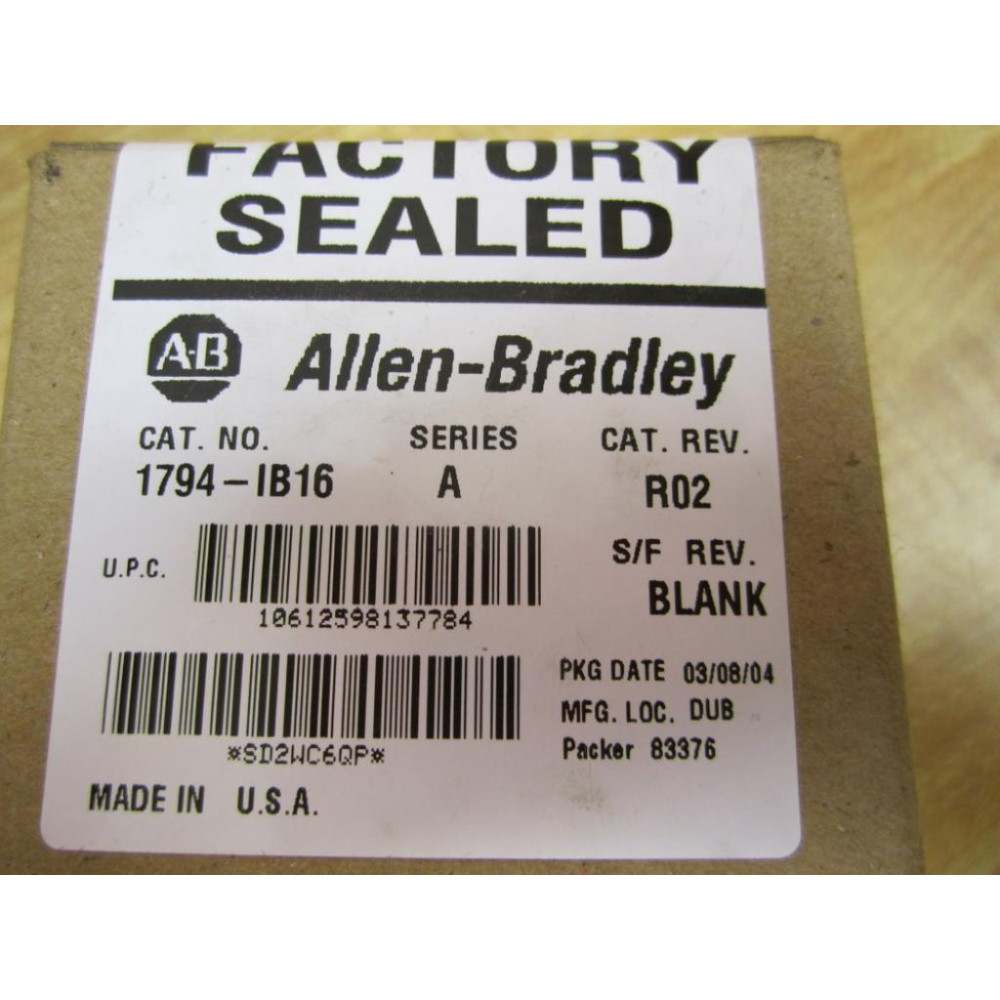 FACTORY
SEALED
A-B Allen-Bradley
CAT. NO. SERIES CAT. REV.
1794-IB16 A R02
S/F REV.
BLANK
U.P.C.
10612598137784
PKG DATE 03/08/04
MFG. LOC. DUB
Packer 83376
*SD2WC6QP*
MADE IN U.S.A.